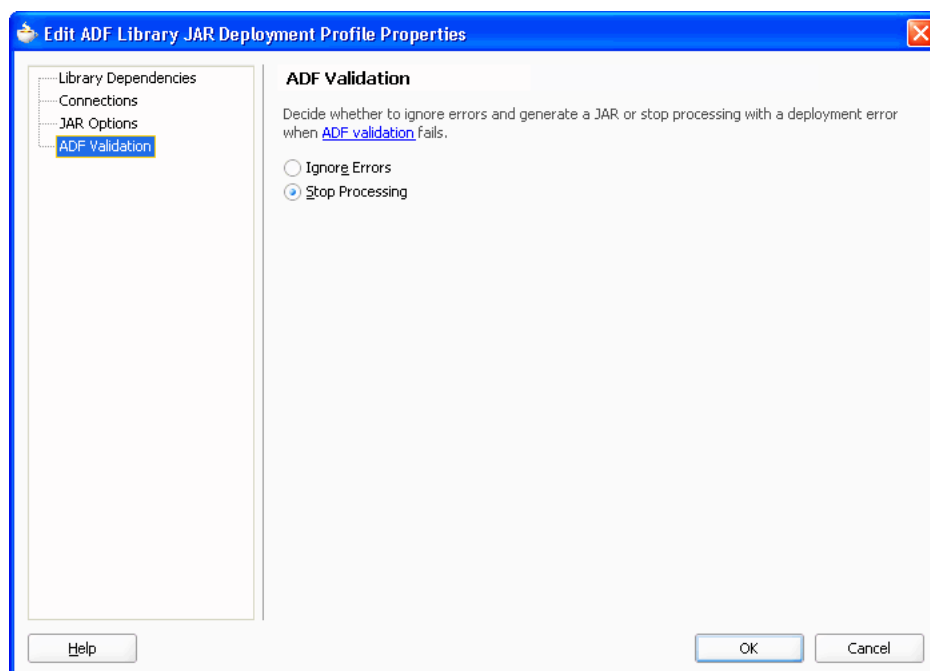 Edit ADF Library JAR Deployment Profile Properties
Library Dependencies
Connections
JAR Options
ADF Validation
ADF Validation
Decide whether to ignore errors and generate a JAR or stop processing with a deployment error
when ADF validation fails.
Ignore Errors
Stop Processing
Help
OK
Cancel